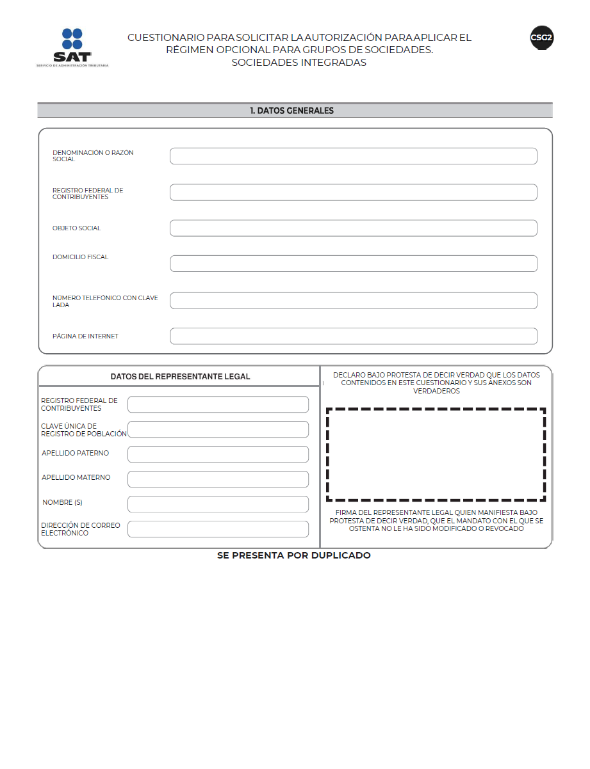 CUESTIONARIO PARA SOLICITAR LA AUTORIZACIÓN PARA APLICAR EL
RÉGIMEN OPCIONAL PARA GRUPOS DE SOCIEDADES.
SOCIEDADES INTEGRADAS
CSG2
SAT
SERVICIO DE ADMINISTRACIÓN TRIBUTARIA
1. DATOS GENERALES
DENOMINACIÓN O RAZÓN
SOCIAL
REGISTRO FEDERAL DE
CONTRIBUYENTES
OBJETO SOCIAL
DOMICILIO FISCAL
NÚMERO TELEFÓNICO CON CLAVE
LADA
PÁGINA DE INTERNET
DATOS DEL REPRESENTANTE LEGAL
REGISTRO FEDERAL DE
CONTRIBUYENTES
CLAVE ÚNICA DE
REGISTRO DE POBLACIÓN
APELLIDO PATERNO
APELLIDO MATERNO
NOMBRE (S)
DIRECCIÓN DE CORREO
ELECTRÓNICO
DECLARO BAJO PROTESTA DE DECIR VERDAD QUE LOS DATOS
CONTENIDOS EN ESTE CUESTIONARIO Y SUS ANEXOS SON
VERDADEROS
FIRMA DEL REPRESENTANTE LEGAL QUIEN MANIFIESTA BAJO
PROTESTA DE DECIR VERDAD, QUE EL MANDATO CON EL QUE SE
OSTENTA NO LE HA SIDO MODIFICADO O REVOCADO
SE PRESENTA POR DUPLICADO